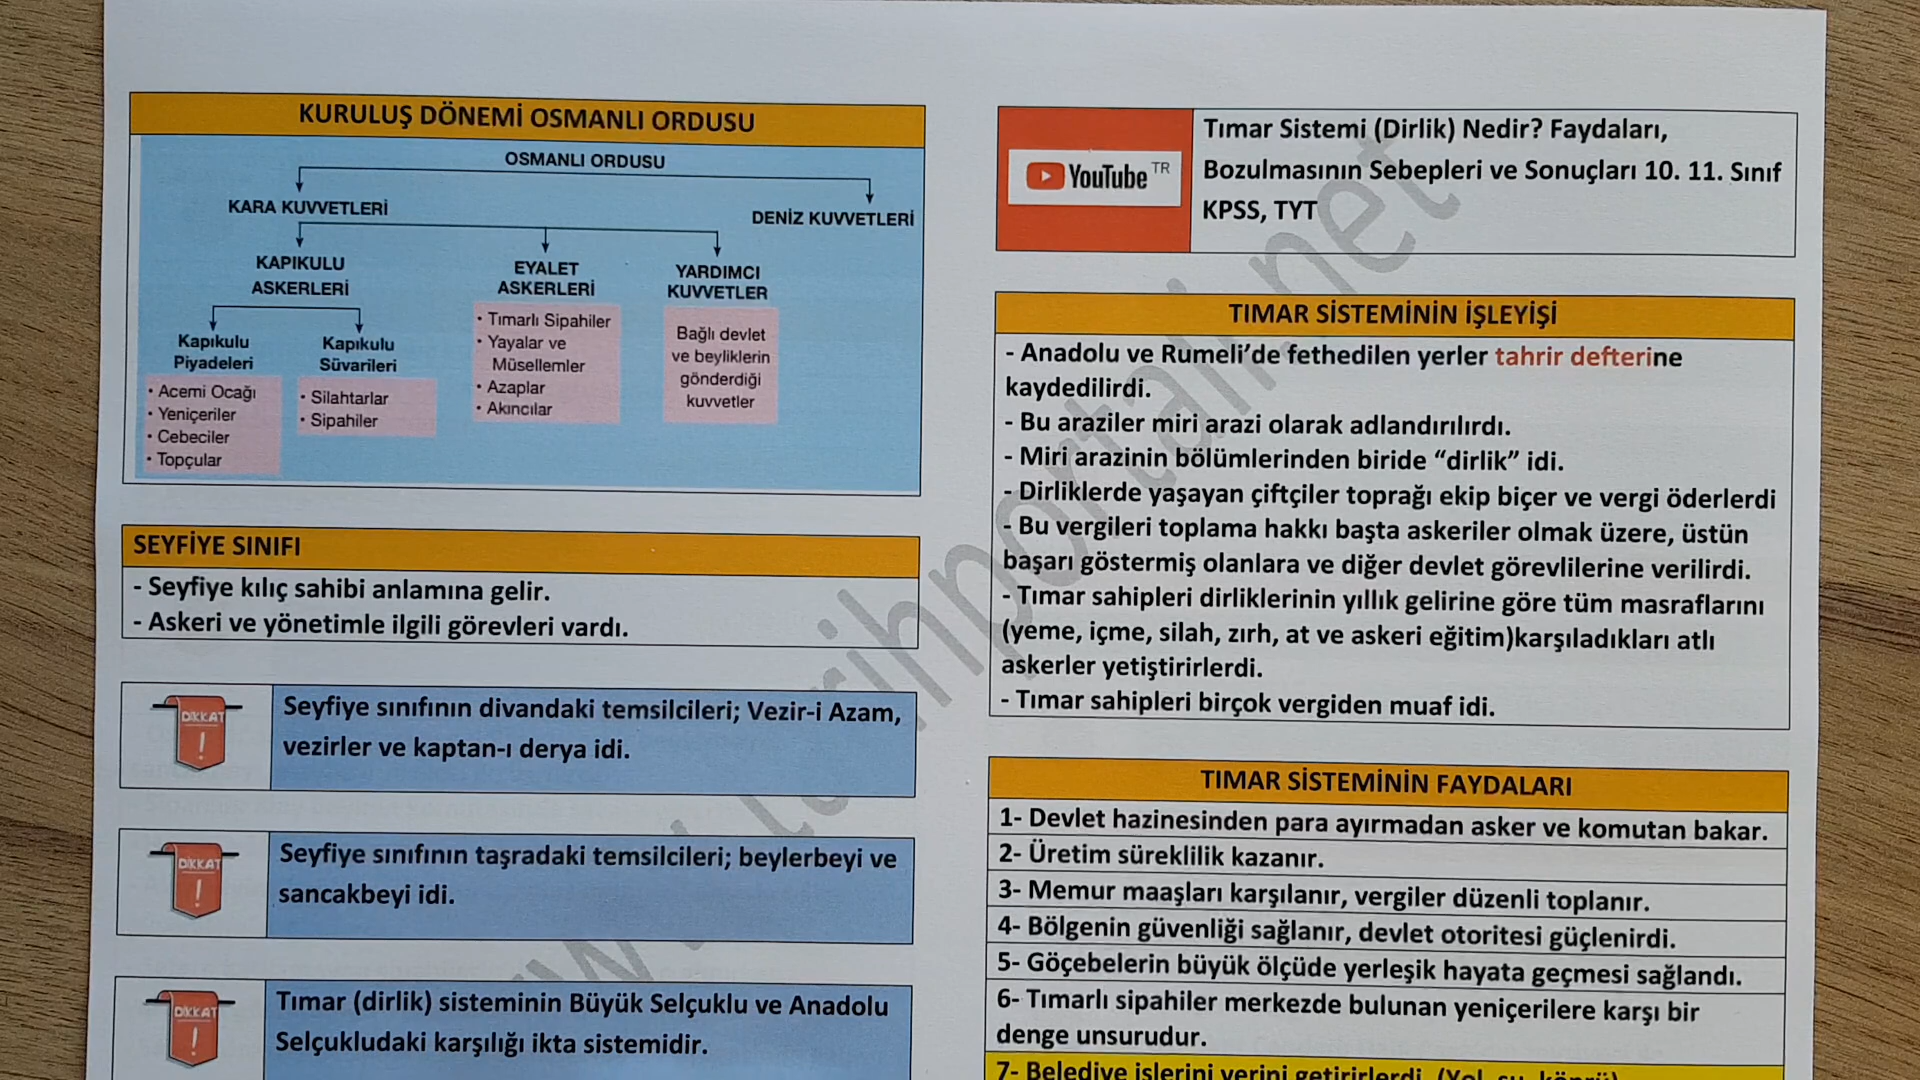 KURULUŞ DÖNEMİ OSMANLI ORDUSU
OSMANLI ORDUSU
KARA KUVVETLERİ
DENİZ KUVVETLERİ
KAPIKULU
ASKERLERİ
EYALET
ASKERLERİ
YARDIMCI
KUVVETLER
Kapıkulu
Piyadeleri
Kapıkulu
Süvarileri
• Acemi Ocağı
• Yeniçeriler
• Cebeciler
• Topçular
• Silahtarlar
• Sipahiler
• Tımarlı Sipahiler
• Yayalar ve
Müsellemler
• Azaplar
• Akıncılar
Bağlı devlet
ve beyliklerin
gönderdiği
kuvvetler
SEYFİYE SINIFI
- Seyfiye kılıç sahibi anlamına gelir.
- Askeri ve yönetimle ilgili görevleri vardı.
DİKKAT
!
Seyfiye sınıfının divandaki temsilcileri; Vezir-i Azam,
vezirler ve kaptan-ı derya idi.
DİKKAT
!
Seyfiye sınıfının taşradaki temsilcileri; beylerbeyi ve
sancakbeyi idi.
DİKKAT
!
Tımar (dirlik) sisteminin Büyük Selçuklu ve Anadolu
Selçukludaki karşılığı ikta sistemidir.
YouTube TR
Tımar Sistemi (Dirlik) Nedir? Faydaları,
Bozulmasının Sebepleri ve Sonuçları 10. 11. Sınıf
KPSS, TYT
TIMAR SİSTEMİNİN İŞLEYİŞİ
- Anadolu ve Rumeli’de fethedilen yerler tahrir defterine
kaydedilirdi.
- Bu araziler miri arazi olarak adlandırılırdı.
- Miri arazinin bölümlerinden biride “dirlik” idi.
- Dirliklerde yaşayan çiftçiler toprağı ekip biçer ve vergi öderlerdi
- Bu vergileri toplama hakkı başta askeriler olmak üzere, üstün
başarı göstermiş olanlara ve diğer devlet görevlilerine verilirdi.
- Tımar sahipleri dirliklerinin yıllık gelirine göre tüm masraflarını
(yeme, içme, silah, zırh, at ve askeri eğitim)karşıladıkları atlı
askerler yetiştirirlerdi.
- Tımar sahipleri birçok vergiden muaf idi.
TIMAR SİSTEMİNİN FAYDALARI
1- Devlet hazinesinden para ayırmadan asker ve komutan bakar.
2- Üretim süreklilik kazanır.
3- Memur maaşları karşılanır, vergiler düzenli toplanır.
4- Bölgenin güvenliği sağlanır, devlet otoritesi güçlenirdi.
5- Göçebelerin büyük ölçüde yerleşik hayata geçmesi sağlandı.
6- Tımarlı sipahiler merkezde bulunan yeniçerilere karşı bir
denge unsurudur.
7- Belediye işlerini yerini getirirlerdi. (Yol, su, köprü)
www.tarihportali.net